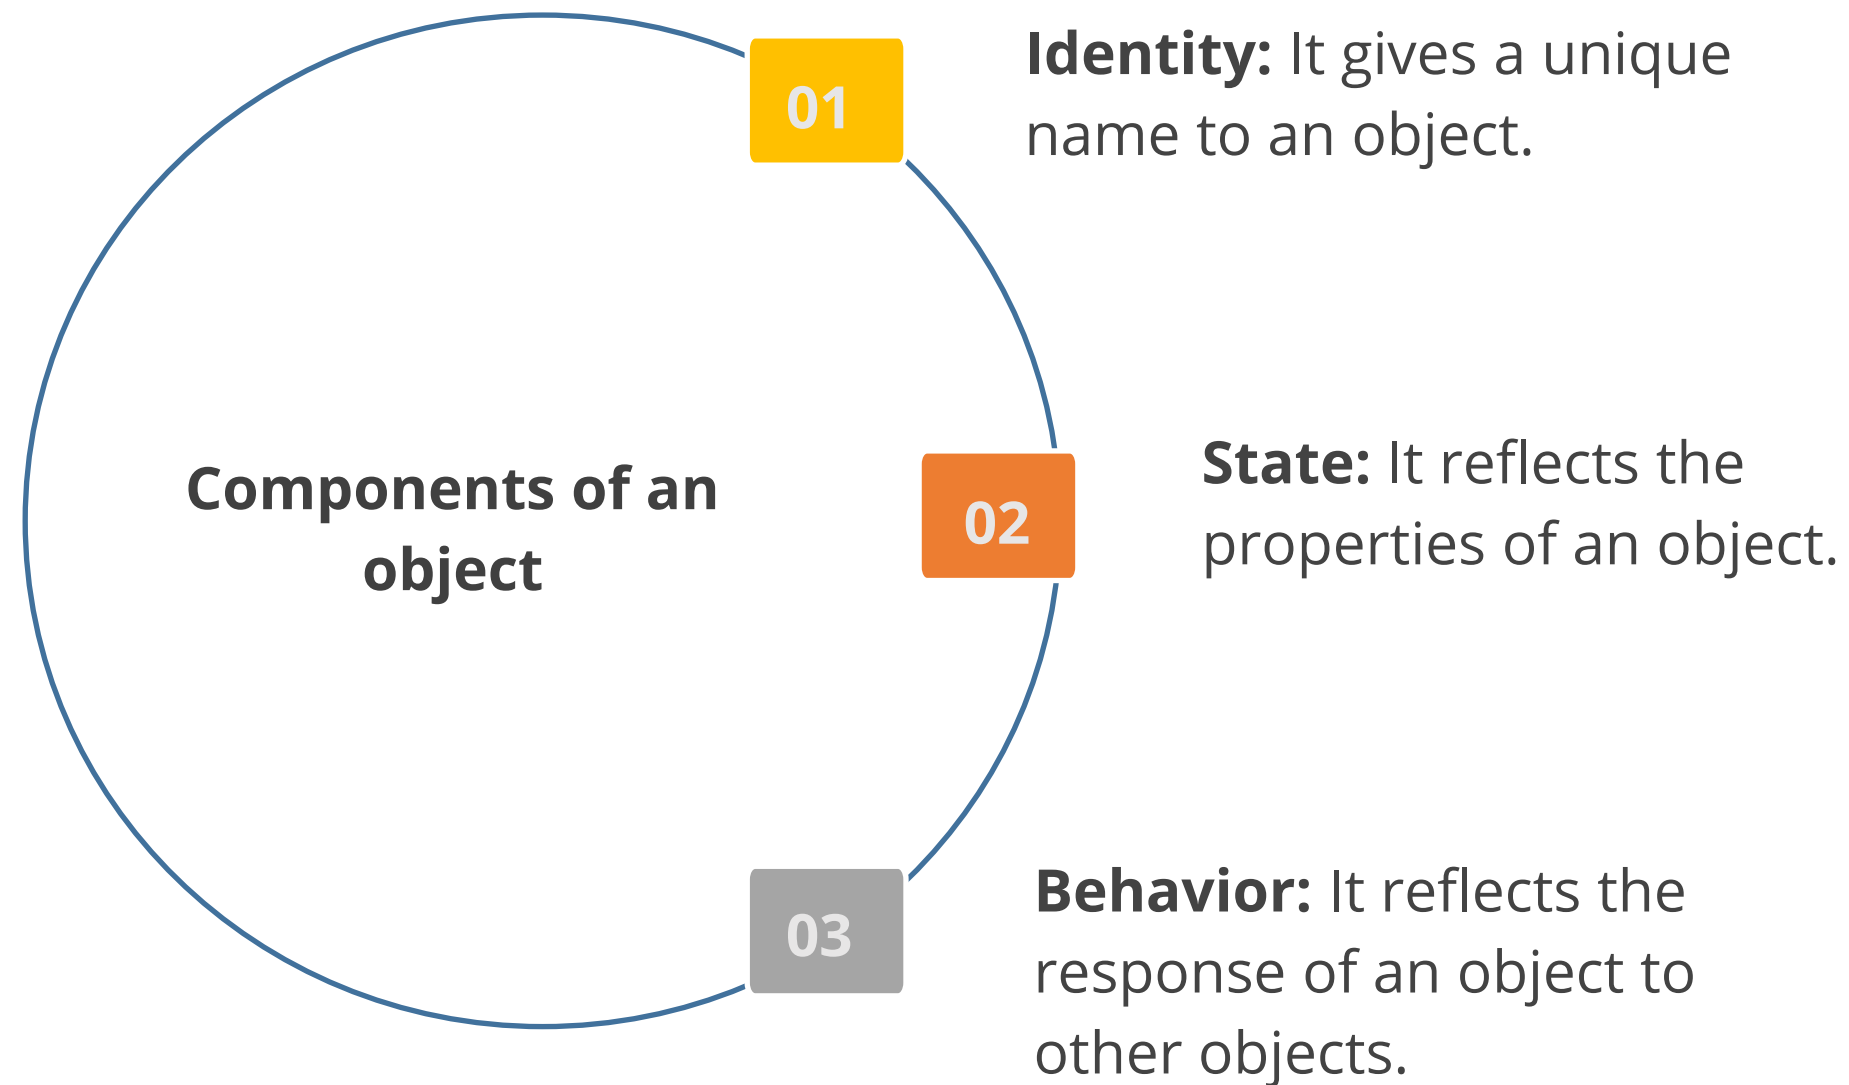 01
Identity: It gives a unique
name to an object.
Components of an
object
02
State: It reflects the
properties of an object.
03
Behavior: It reflects the
response of an object to
other objects.